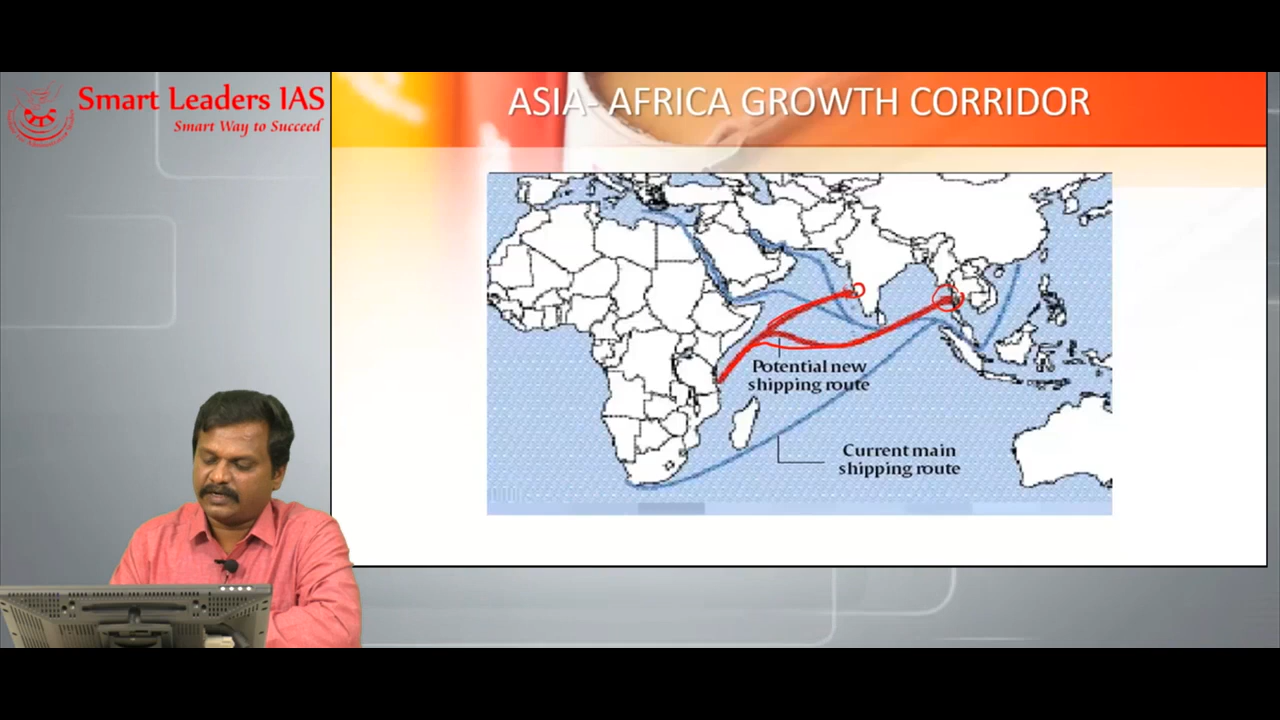 Smart Leaders IAS
Smart Way to Succeed
ASIA- AFRICA GROWTH CORRIDOR
Potential new
shipping route
Current main
shipping route